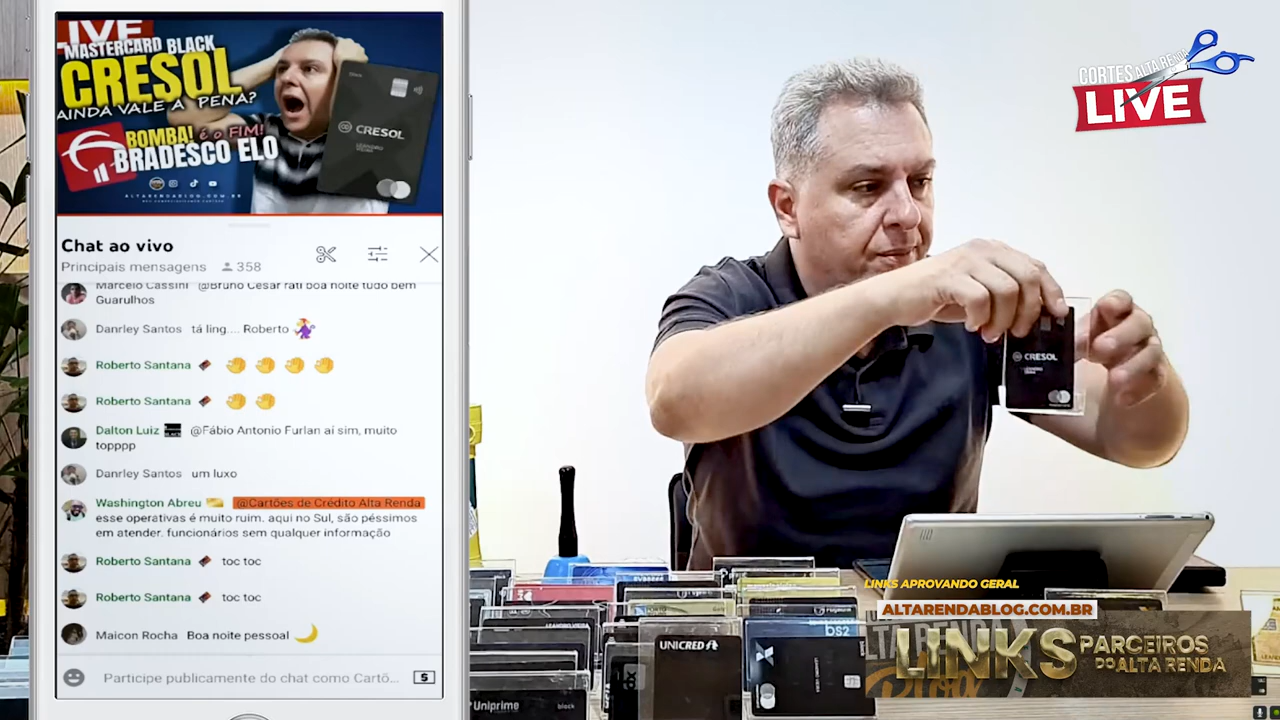 LIVE
MASTERCARD BLACK
CRESOL
AINDA VALE A PENA?
BOMBA! é o FIM!
BRADESCO ELO
CRESOL
ALTARENDABLOG.COM.BR
Chat ao vivo
Principais mensagens 358
Marcelo Cassini @Bruno Cesar rati boa noite tudo bem
Guarulhos
Danrley Santos tá ling.... Roberto
Roberto Santana
Roberto Santana
Dalton Luiz @Fábio Antonio Furlan aí sim, muito
topppp
Danrley Santos um luxo
Washington Abreu @Cartões de Crédito Alta Renda
esse operativas é muito ruim. aqui no Sul, são péssimos
em atender. funcionários sem qualquer informação
Roberto Santana toc toc
Roberto Santana toc toc
Maicon Rocha Boa noite pessoal
Participe publicamente do chat como Cartõ...
CORTES ALTA RENDA
LIVE
CRESOL
UNICRED
bs2
Uniprime black
LINKS APROVANDO GERAL
ALTARENDABLOG.COM.BR
LINKS PARCEIROS
DO ALTA RENDA